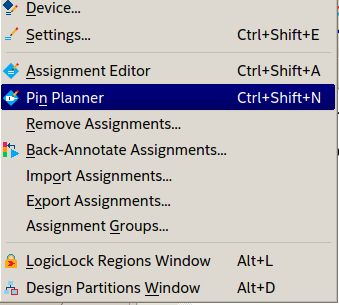 Device...
Settings... Ctrl+Shift+E
Assignment Editor Ctrl+Shift+A
Pin Planner Ctrl+Shift+N
Remove Assignments...
Back-Annotate Assignments...
Import Assignments...
Export Assignments...
Assignment Groups...
LogicLock Regions Window Alt+L
Design Partitions Window Alt+D